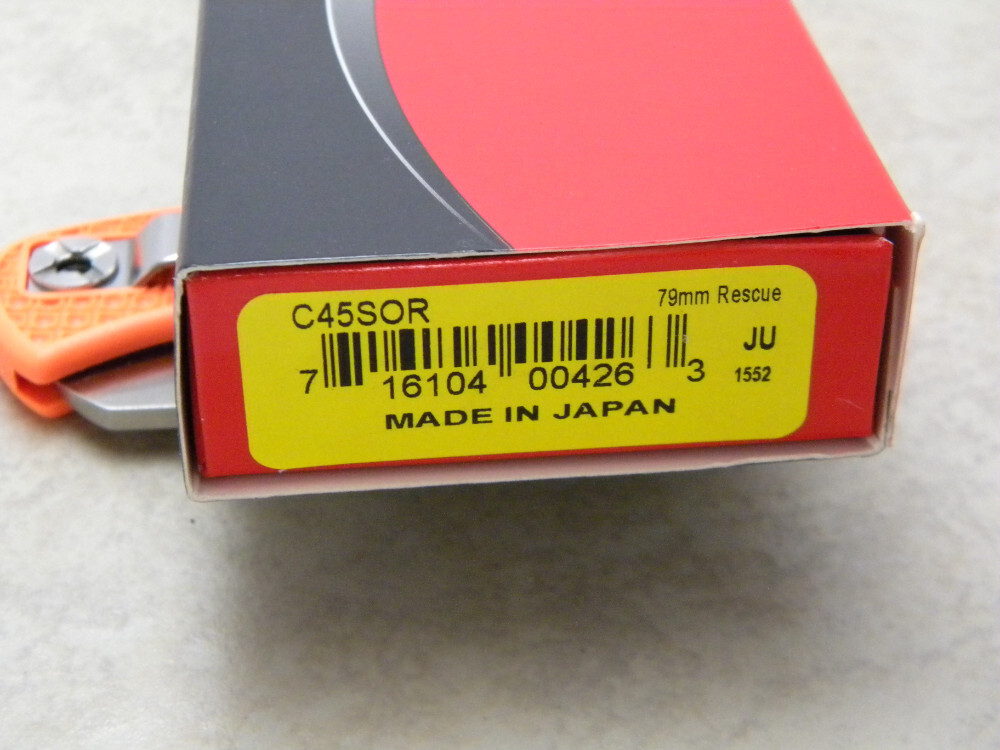 C45SOR
79mm Rescue
JU
7 16104 00426 3
1552
MADE IN JAPAN